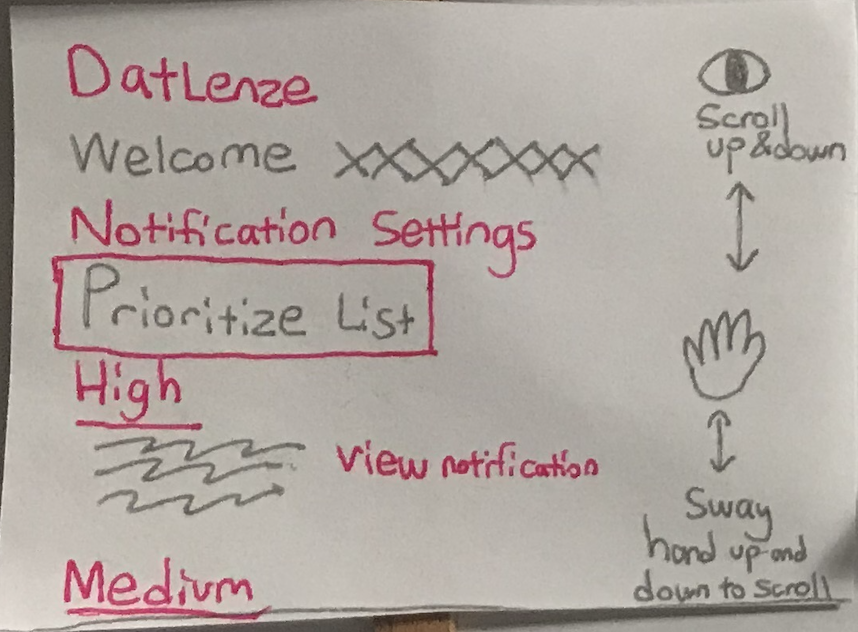 DatLenze
Welcome XXXXXXX
Notification Settings
Prioritize List
High
View notification
Medium
Scroll
up & down
Sway
hand up and
down to scroll